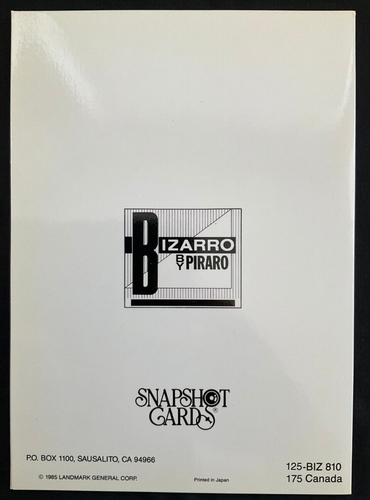 BIZARRO
BY PIRARO
SNAPSHOT
CARDS®
P.O. BOX 1100, SAUSALITO, CA 94966
125-BIZ 810
© 1985 LANDMARK GENERAL CORP.
Printed in Japan
175 Canada